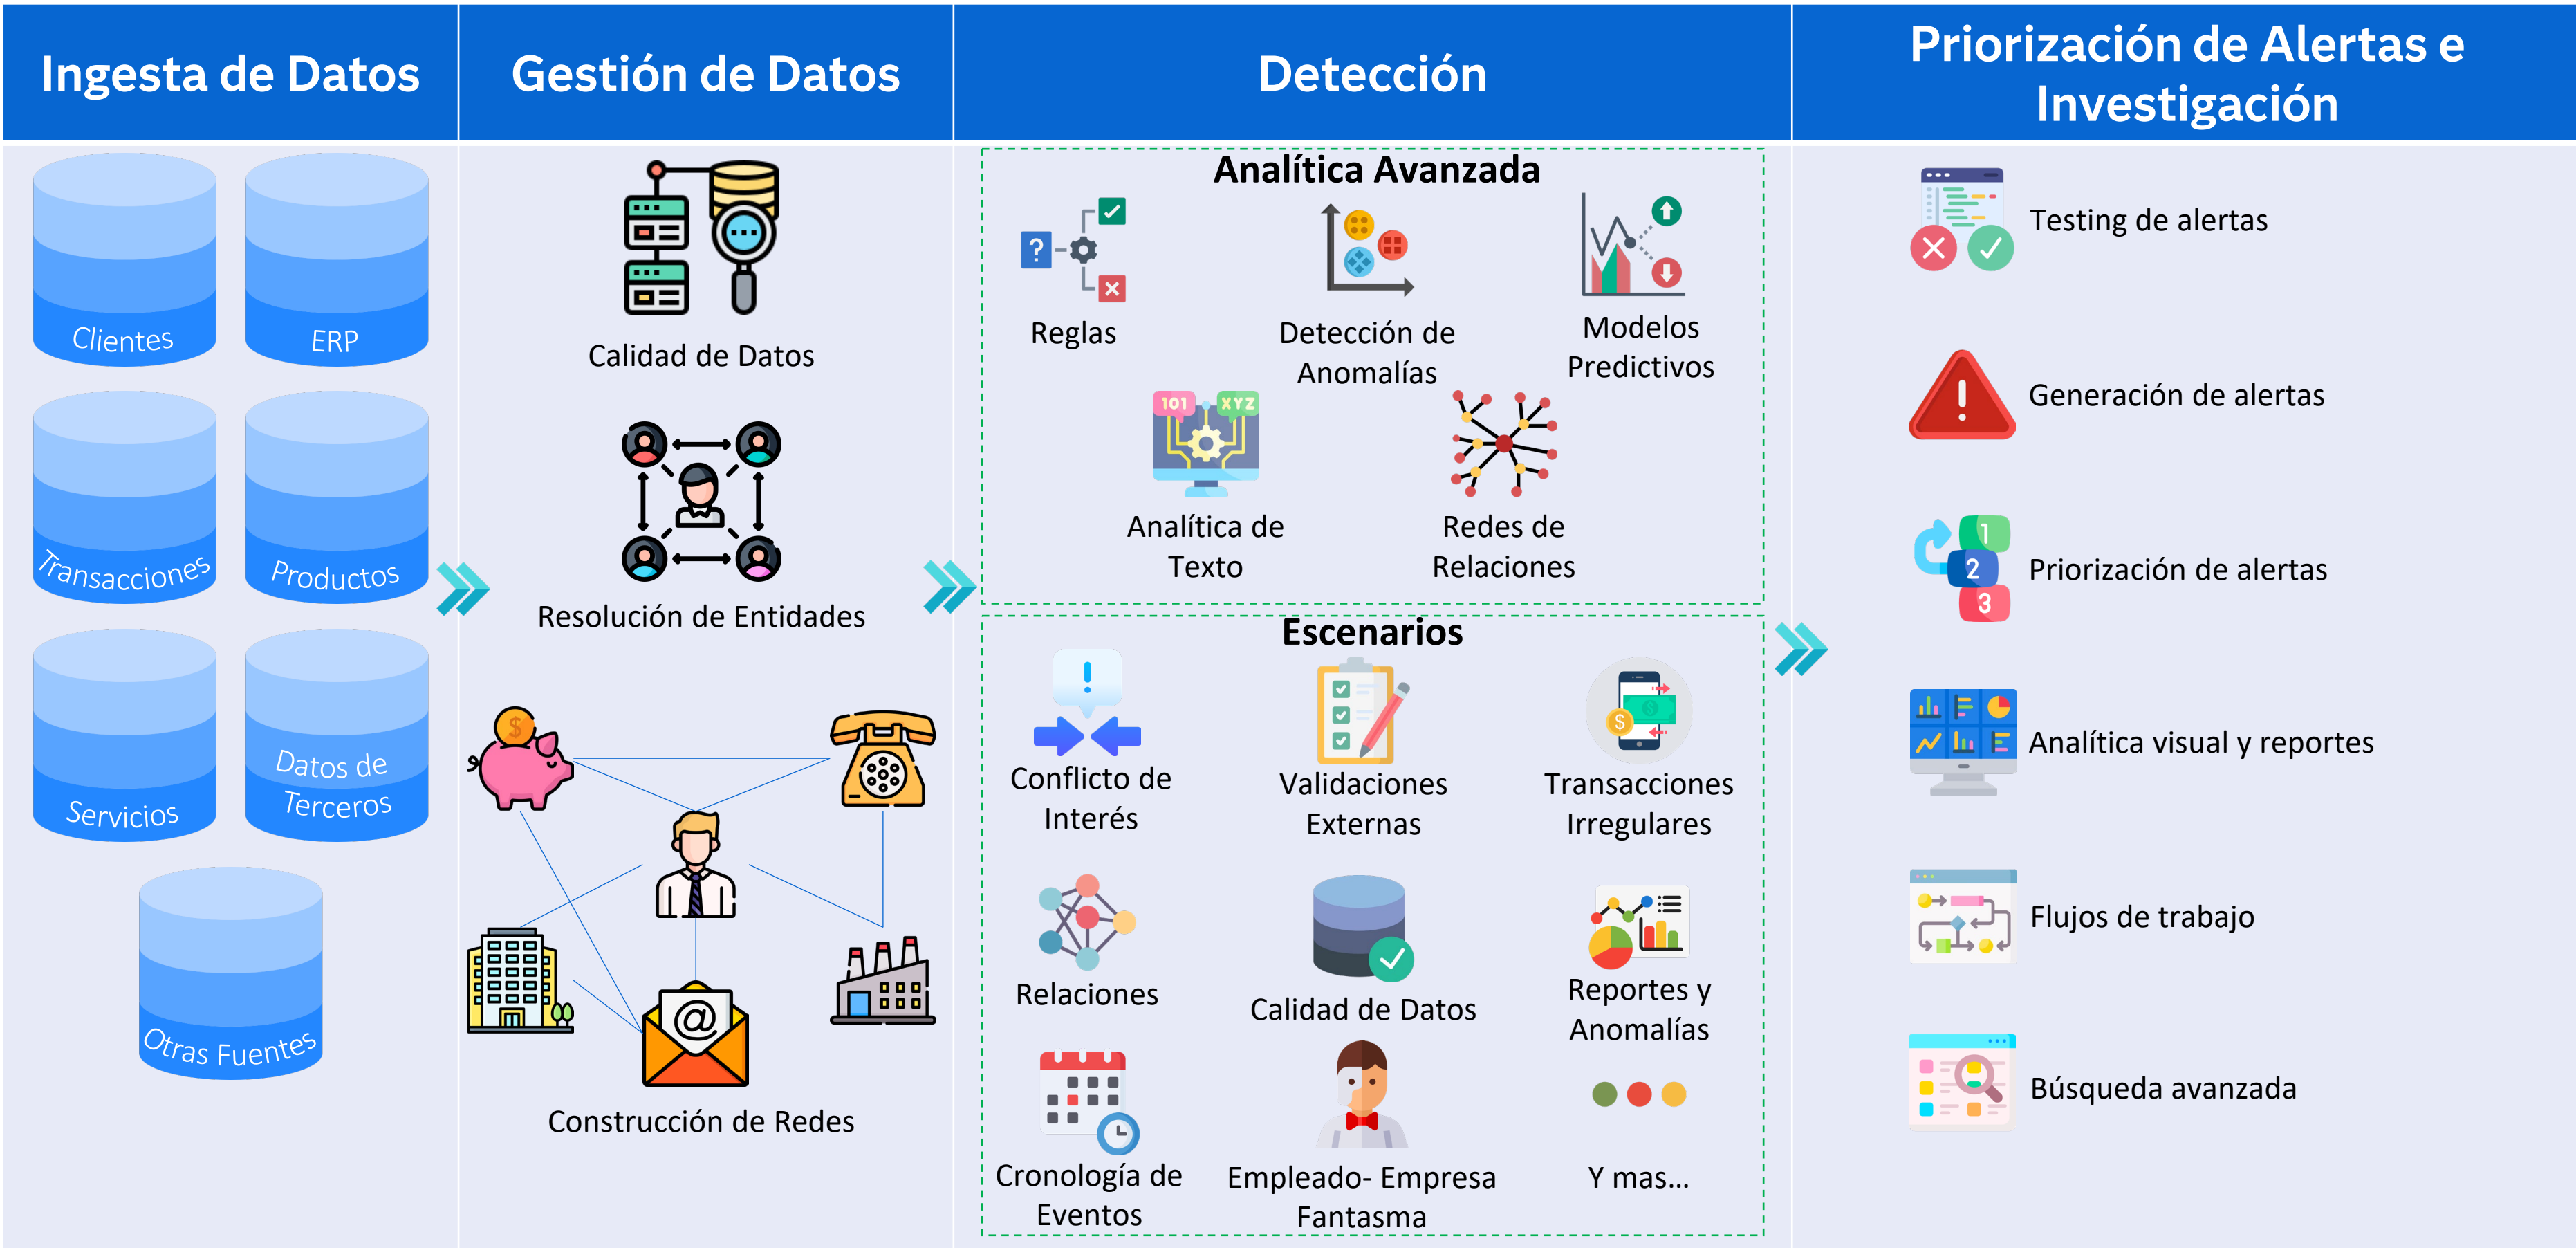 Ingesta de Datos
Gestión de Datos
Detección
Priorización de Alertas e
Investigación
Clientes
ERP
Transacciones
Productos
Servicios
Datos de
Terceros
Otras Fuentes
Calidad de Datos
Resolución de Entidades
@
Construcción de Redes
Analítica Avanzada
?
Reglas
Detección de
Anomalías
Modelos
Predictivos
101
XYZ
Analítica de
Texto
Redes de
Relaciones
Escenarios
!
Conflicto de
Interés
Validaciones
Externas
$
Transacciones
Irregulares
Relaciones
Calidad de Datos
Reportes y
Anomalías
Cronología de
Eventos
Empleado- Empresa
Fantasma
Y mas...
Testing de alertas
!
Generación de alertas
1
2
3
Priorización de alertas
Analítica visual y reportes
Flujos de trabajo
Búsqueda avanzada